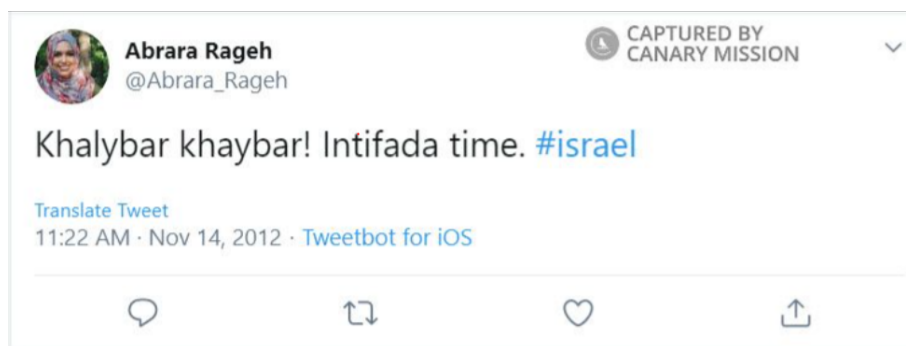 Abrara Rageh
@Abrara_Rageh
CAPTURED BY
CANARY MISSION
Khalybar khaybar! Intifada time. #israel
Translate Tweet
11:22 AM · Nov 14, 2012 · Tweetbot for iOS